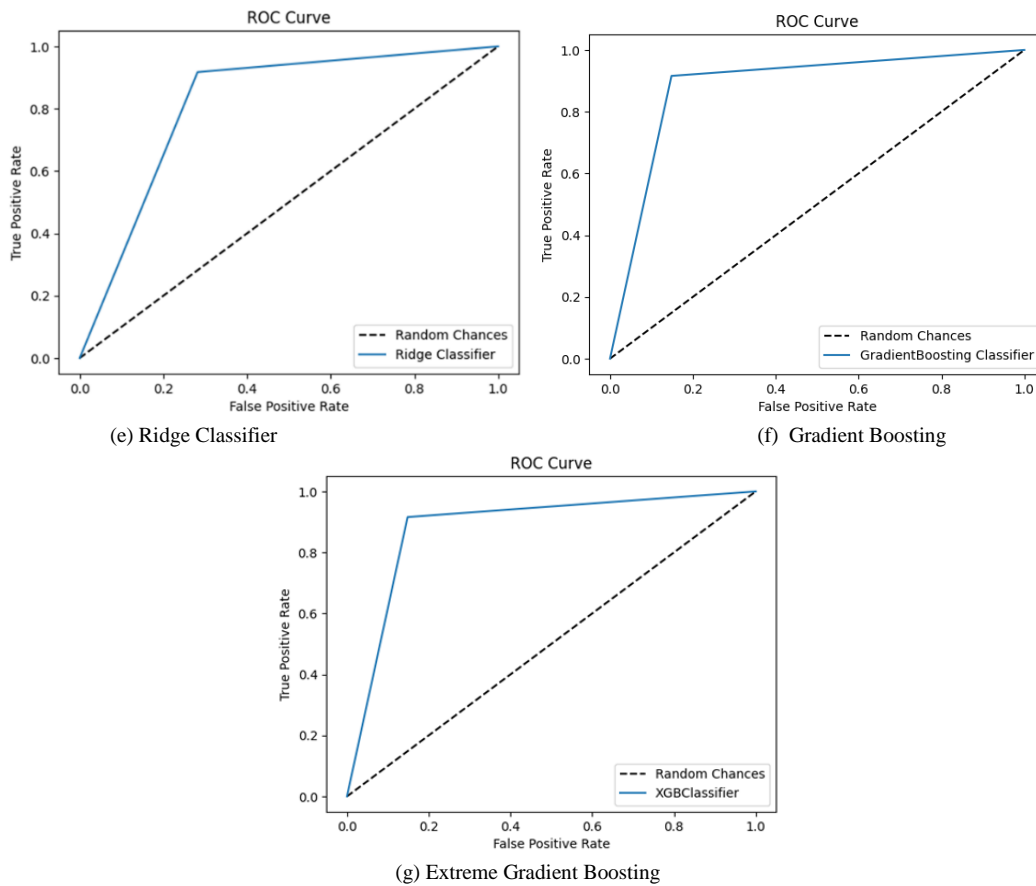 ROC Curve
1.0
0.8
0.6
0.4
0.2
0.0
True Positive Rate
Random Chances
Ridge Classifier
0.0 0.2 0.4 0.6 0.8 1.0
False Positive Rate
(e) Ridge Classifier
ROC Curve
1.0
0.8
0.6
0.4
0.2
0.0
True Positive Rate
Random Chances
GradientBoosting Classifier
0.0 0.2 0.4 0.6 0.8 1.0
False Positive Rate
(f) Gradient Boosting
ROC Curve
1.0
0.8
0.6
0.4
0.2
0.0
True Positive Rate
Random Chances
XGBClassifier
0.0 0.2 0.4 0.6 0.8 1.0
False Positive Rate
(g) Extreme Gradient Boosting